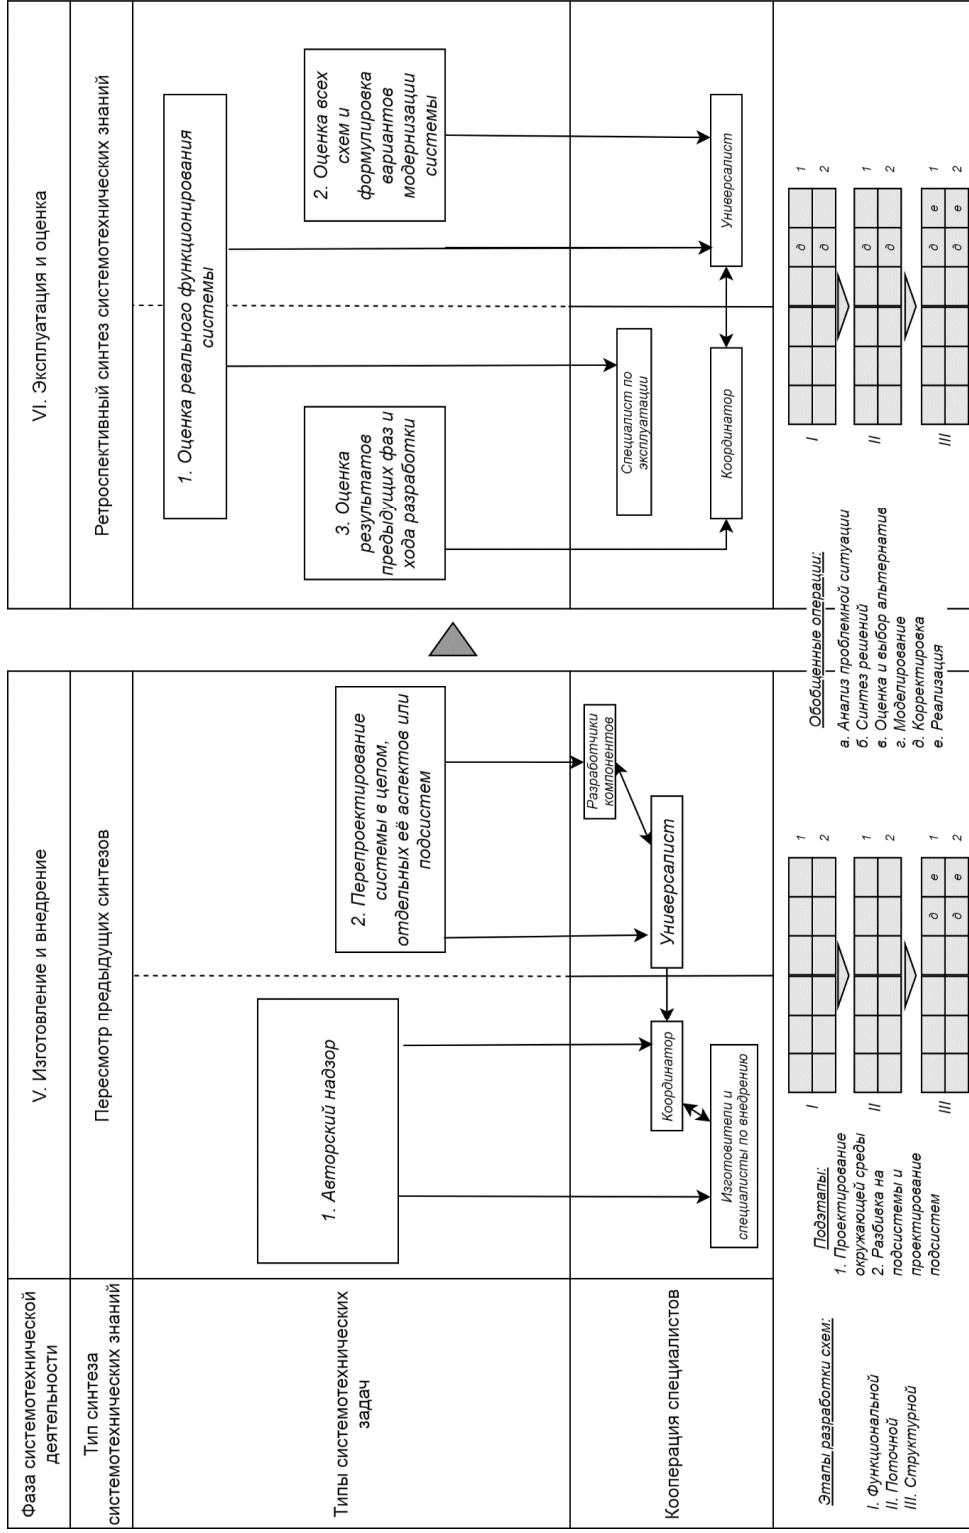 Фаза системотехнической
деятельности
V. Изготовление и внедрение
VI. Эксплуатация и оценка
Тип синтеза
системотехнических знаний
Пересмотр предыдущих синтезов
Ретроспективный синтез системотехнических знаний
Типы системотехнических
задач
1. Авторский надзор
2. Перепроектирование
системы в целом,
отдельных её аспектов или
подсистем
1. Оценка реального функционирования
системы
3. Оценка
результатов
предыдущих фаз и
хода разработки
2. Оценка всех
схем и
формулировка
вариантов
модернизации
системы
Кооперация специалистов
Разработчики
компонентов
Универсалист
Координатор
Изготовители и
специалисты по внедрению
Специалист по
эксплуатации
Координатор
Универсалист
Этапы разработки схем:
I. Функциональной
II. Поточной
III. Структурной
Подэтапы:
1. Проектирование
окружающей среды
2. Разбивка на
подсистемы и
проектирование
подсистем
I
1
2
II
1
2
III
д е 1
д е 2
Обобщенные операции:
а. Анализ проблемной ситуации
б. Синтез решений
в. Оценка и выбор альтернатив
г. Моделирование
д. Корректировка
е. Реализация
I
д 1
д 2
II
д 1
д 2
III
д е 1
д е 2